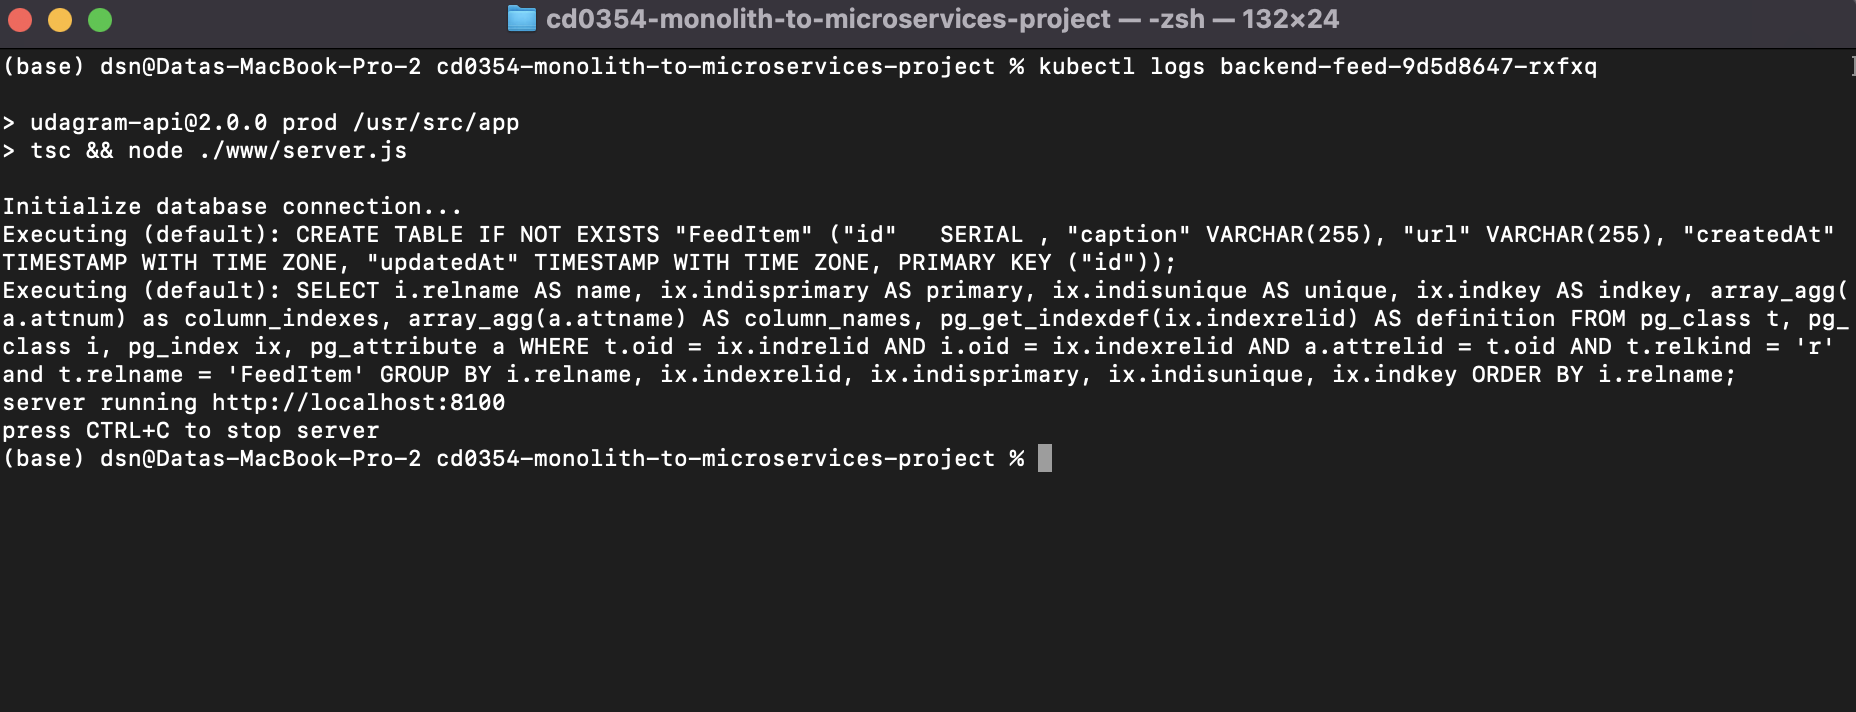 cd0354-monolith-to-microservices-project — -zsh — 132×24
(base) dsn@Datas-MacBook-Pro-2 cd0354-monolith-to-microservices-project % kubectl logs backend-feed-9d5d8647-rxfxq
> udagram-api@2.0.0 prod /usr/src/app
> tsc && node ./www/server.js
Initialize database connection...
Executing (default): CREATE TABLE IF NOT EXISTS "FeedItem" ("id"   SERIAL , "caption" VARCHAR(255), "url" VARCHAR(255), "createdAt"
TIMESTAMP WITH TIME ZONE, "updatedAt" TIMESTAMP WITH TIME ZONE, PRIMARY KEY ("id"));
Executing (default): SELECT i.relname AS name, ix.indisprimary AS primary, ix.indisunique AS unique, ix.indkey AS indkey, array_agg(
a.attnum) as column_indexes, array_agg(a.attname) AS column_names, pg_get_indexdef(ix.indexrelid) AS definition FROM pg_class t, pg_
class i, pg_index ix, pg_attribute a WHERE t.oid = ix.indrelid AND i.oid = ix.indexrelid AND a.attrelid = t.oid AND t.relkind = 'r'
and t.relname = 'FeedItem' GROUP BY i.relname, ix.indexrelid, ix.indisprimary, ix.indisunique, ix.indkey ORDER BY i.relname;
server running http://localhost:8100
press CTRL+C to stop server
(base) dsn@Datas-MacBook-Pro-2 cd0354-monolith-to-microservices-project %